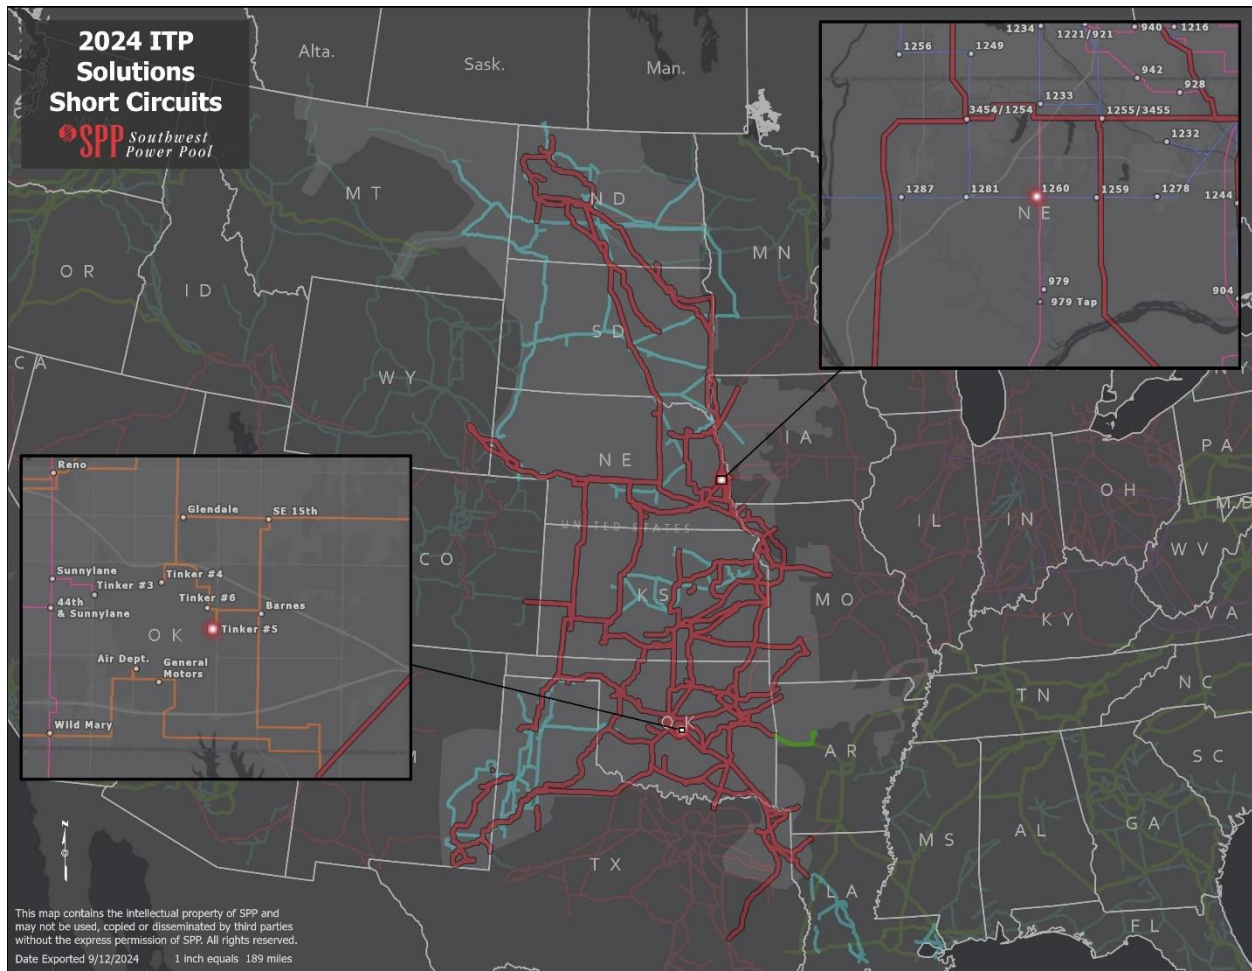 2024 ITP
Solutions
Short Circuits
SPP Southwest
Power Pool
Alta.
Sask.
Man.
MT
ND
MN
OR
ID
SD
WY
CA
NE
IA
UNITED STATES
CO
KS
MO
IL
IN
OH
PA
MD
WV
VA
KY
TN
NC
SC
OK
AR
TX
LA
MS
AL
GA
FL
1234
1221/921
940
1216
1256
1249
942
928
1233
3454/1254
1255/3455
1232
1287
1281
1260
1259
1278
1244
NE
979
979 Tap
904
Reno
Glendale
SE 15th
Sunnylane
Tinker #3
Tinker #4
Tinker #6
44th
& Sunnylane
Barnes
OK
Tinker #5
Air Dept.
General
Motors
Wild Mary
N
This map contains the intellectual property of SPP and
may not be used, copied or disseminated by third parties
without the express permission of SPP. All rights reserved.
Date Exported 9/12/2024 1 inch equals 189 miles